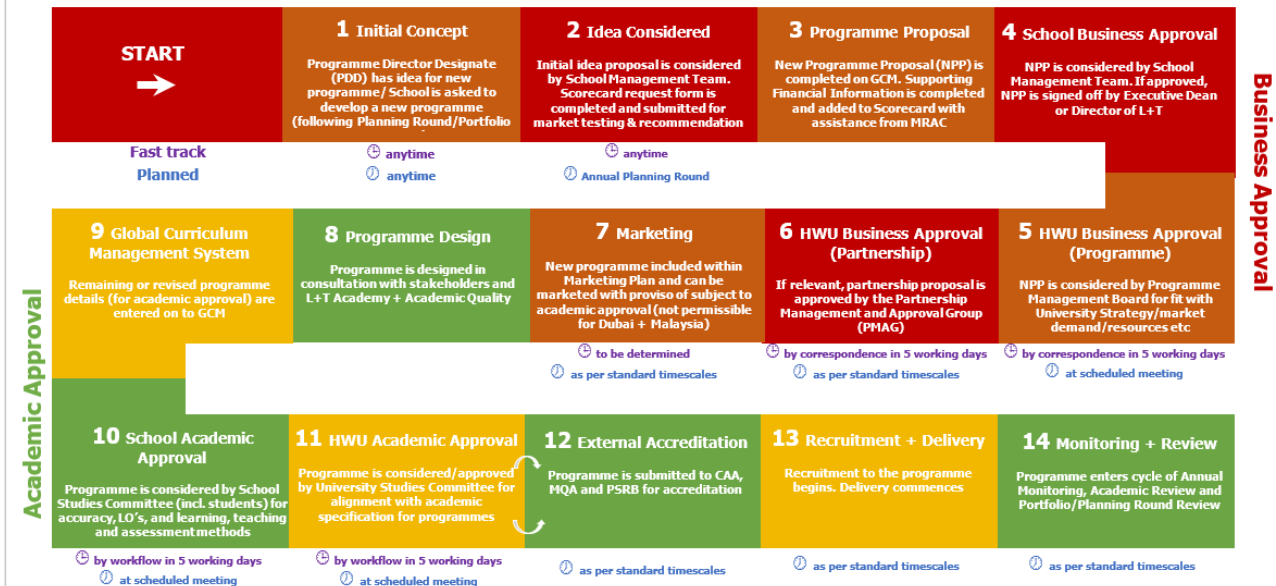 START
1 Initial Concept
Programme Director Designate
(PDD) has idea for new
programme/ School is asked to
develop a new programme
(following Planning Round/Portfolio
2 Idea Considered
Initial idea proposal is considered
by School Management Team.
Scorecard request form is
completed and submitted for
market testing & recommendation
3 Programme Proposal
New Programme Proposal (NPP) is
completed on GCM. Supporting
Financial Information is completed
and added to Scorecard with
assistance from MRAC
4 School Business Approval
NPP is considered by School
Management Team. If approved,
NPP is signed off by Executive Dean
or Director of L+T
Business Approval
Fast track
Planned
anytime
anytime
anytime
Annual Planning Round
5 HWU Business Approval
(Programme)
NPP is considered by Programme
Management Board for fit with
University Strategy/market
demand/resources etc
by correspondence in 5 working days
at scheduled meeting
6 HWU Business Approval
(Partnership)
If relevant, partnership proposal is
approved by the Partnership
Management and Approval Group
(PMAG)
by correspondence in 5 working days
as per standard timescales
7 Marketing
New programme included within
Marketing Plan and can be
marketed with proviso of subject to
academic approval (not permissible
for Dubai + Malaysia)
to be determined
as per standard timescales
8 Programme Design
Programme is designed in
consultation with stakeholders and
L+T Academy + Academic Quality
9 Global Curriculum
Management System
Remaining or revised programme
details (for academic approval) are
entered on to GCM
Academic Approval
10 School Academic
Approval
Programme is considered by School
Studies Committee (incl. students) for
accuracy, LO's, and learning, teaching
and assessment methods
by workflow in 5 working days
at scheduled meeting
11 HWU Academic Approval
Programme is considered/approved
by University Studies Committee for
alignment with academic
specification for programmes
by workflow in 5 working days
at scheduled meeting
12 External Accreditation
Programme is submitted to CAA,
MQA and PSRB for accreditation
as per standard timescales
13 Recruitment + Delivery
Recruitment to the programme
begins. Delivery commences
as per standard timescales
14 Monitoring + Review
Programme enters cycle of Annual
Monitoring, Academic Review and
Portfolio/Planning Round Review
as per standard timescales